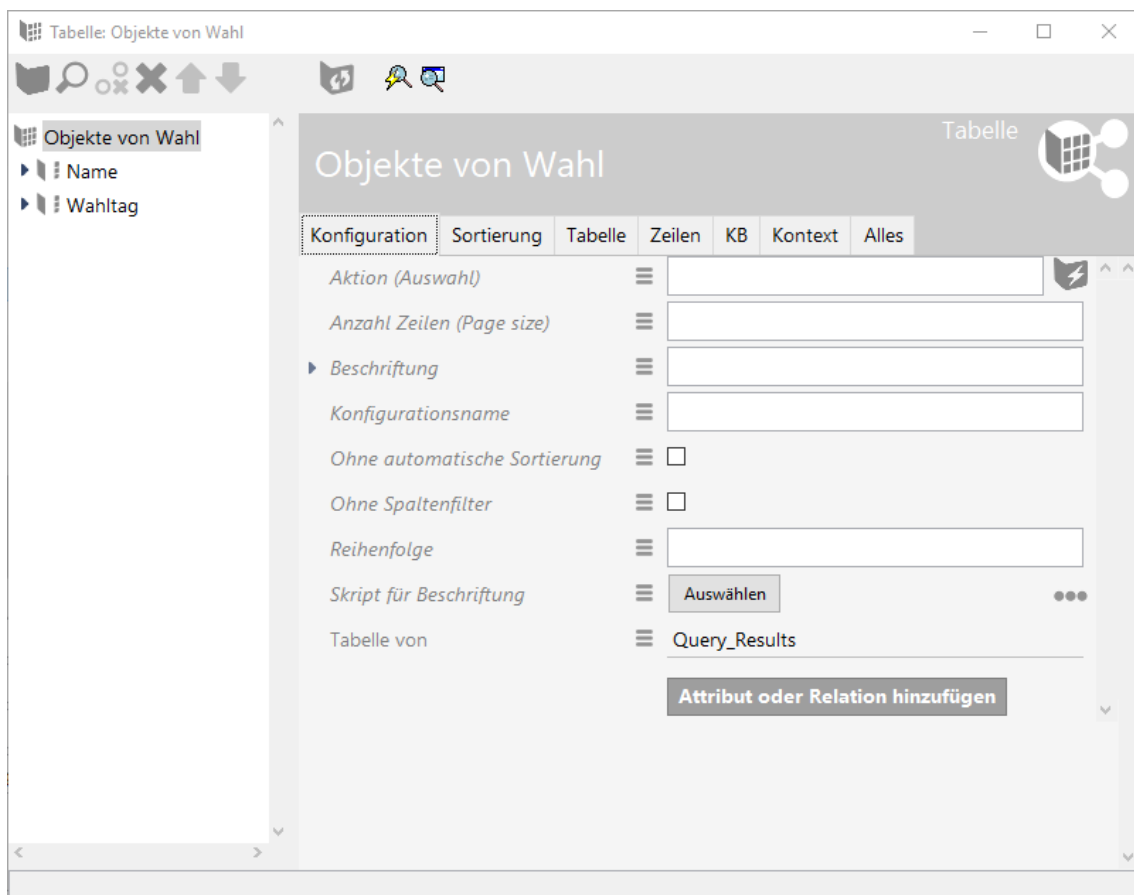 Tabelle: Objekte von Wahl
Objekte von Wahl
Name
Wahltag
Tabelle
Objekte von Wahl
Konfiguration Sortierung Tabelle Zeilen KB Kontext Alles
Aktion (Auswahl)
Anzahl Zeilen (Page size)
Beschriftung
Konfigurationsname
Ohne automatische Sortierung
Ohne Spaltenfilter
Reihenfolge
Skript für Beschriftung Auswählen
Tabelle von Query_Results
Attribut oder Relation hinzufügen